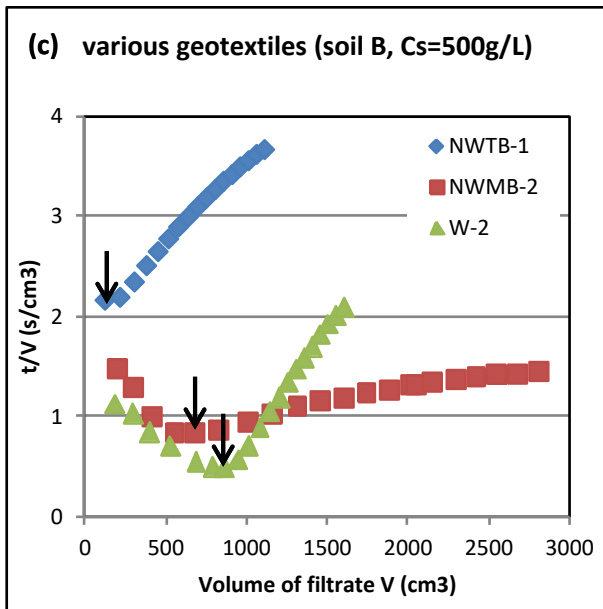 (c) various geotextiles (soil B, Cs=500g/L)
4
3
2
1
0
t/V (s/cm3)
NWTB-1
NWMB-2
W-2
0 500 1000 1500 2000 2500 3000
Volume of filtrate V (cm3)